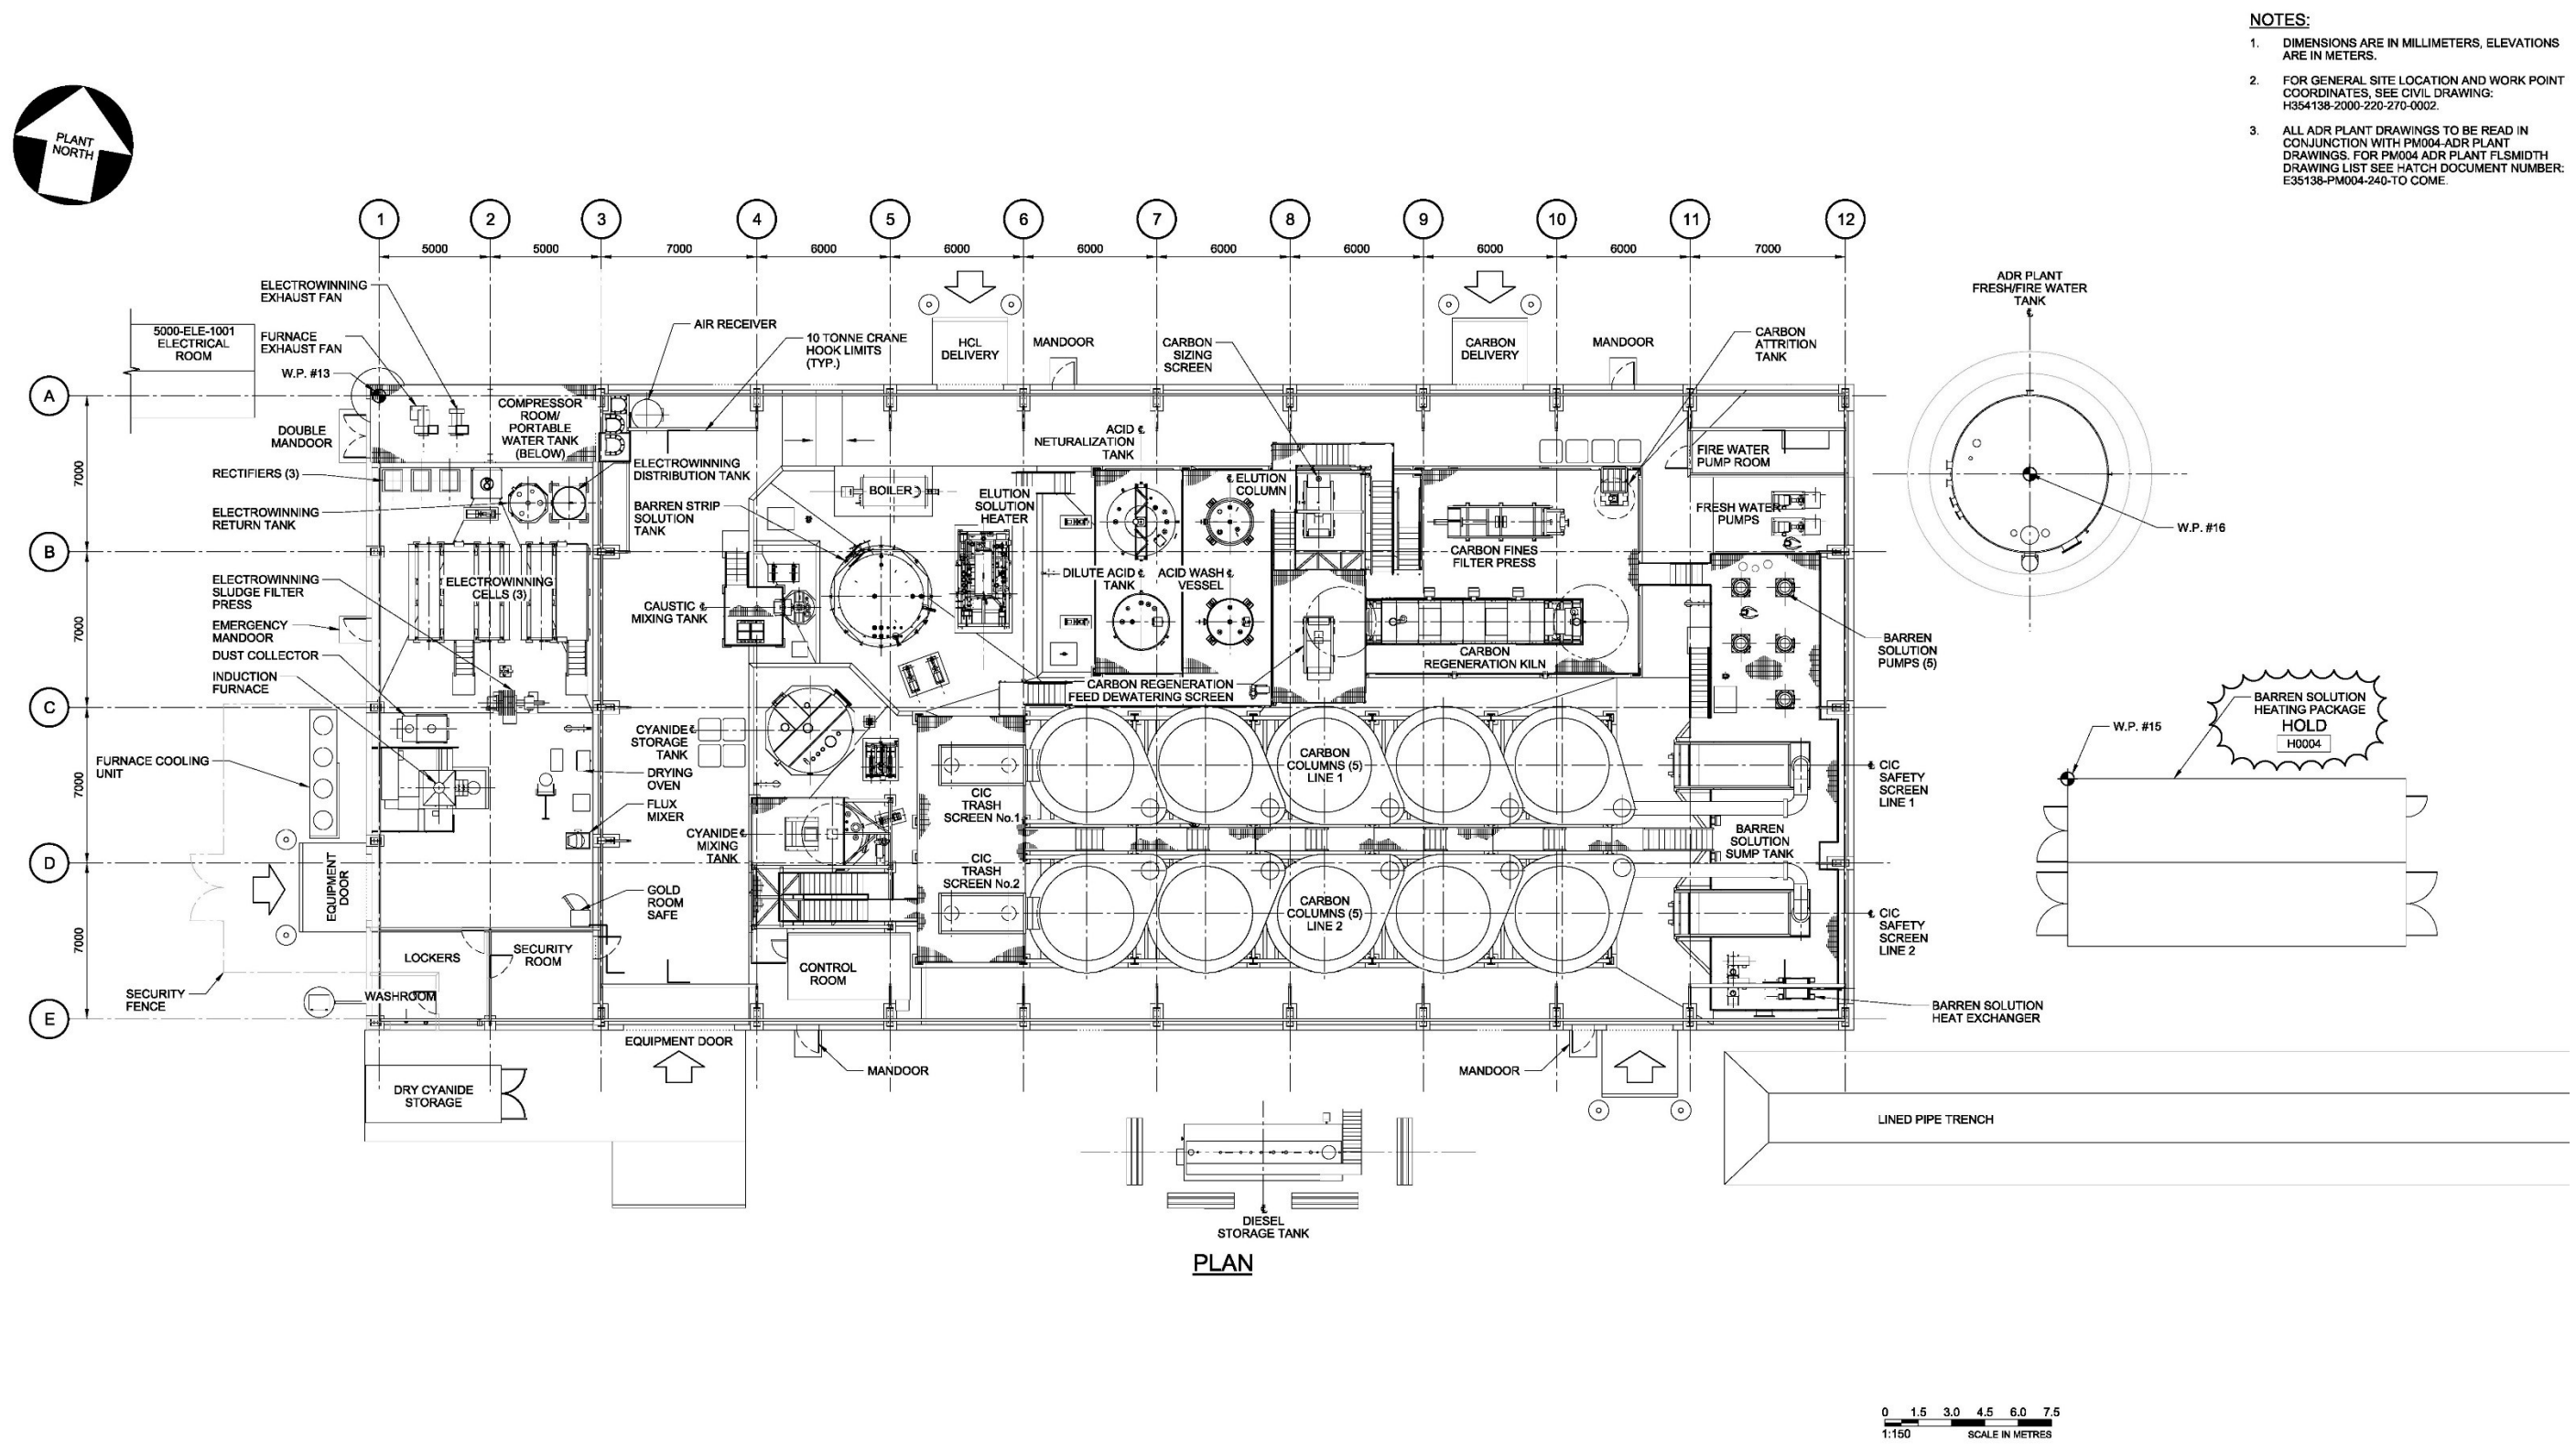 NOTES:
1. DIMENSIONS ARE IN MILLIMETERS, ELEVATIONS
ARE IN METERS.
2. FOR GENERAL SITE LOCATION AND WORK POINT
COORDINATES, SEE CIVIL DRAWING:
H354138-2000-220-270-0002.
3. ALL ADR PLANT DRAWINGS TO BE READ IN
CONJUNCTION WITH PM004-ADR PLANT
DRAWINGS. FOR PM004 ADR PLANT FLSMIDTH
DRAWING LIST SEE HATCH DOCUMENT NUMBER:
E35138-PM004-240-TO COME.
PLANT
NORTH
1 2 3 4 5 6 7 8 9 10 11 12
5000 5000 7000 6000 6000 6000 6000 6000 6000 6000 7000
A
B
C
D
E
7000
7000
7000
7000
ELECTROWINNING
EXHAUST FAN
5000-ELE-1001
ELECTRICAL
ROOM
FURNACE
EXHAUST FAN
W.P. #13
DOUBLE
MANDOOR
COMPRESSOR
ROOM/
PORTABLE
WATER TANK
(BELOW)
AIR RECEIVER
10 TONNE CRANE
HOOK LIMITS
(TYP.)
HCL
DELIVERY
MANDOOR
CARBON
SIZING
SCREEN
CARBON
DELIVERY
MANDOOR
CARBON
ATTRITION
TANK
ADR PLANT
FRESH/FIRE WATER
TANK
W.P. #16
RECTIFIERS (3)
ELECTROWINNING
RETURN TANK
ELECTROWINNING
SLUDGE FILTER
PRESS
EMERGENCY
MANDOOR
DUST COLLECTOR
INDUCTION
FURNACE
FURNACE COOLING
UNIT
ELECTROWINNING
CELLS (3)
ELECTROWINNING
DISTRIBUTION TANK
BARREN STRIP
SOLUTION
TANK
BOILER
ELUTION
SOLUTION
HEATER
ACID
NETURALIZATION
TANK
ELUTION
COLUMN
FIRE WATER
PUMP ROOM
FRESH WATER
PUMPS
CARBON FINES
FILTER PRESS
DILUTE ACID
TANK
ACID WASH
VESSEL
CAUSTIC
MIXING TANK
CARBON
REGENERATION KILN
CARBON REGENERATION
FEED DEWATERING SCREEN
BARREN
SOLUTION
PUMPS (5)
CYANIDE
STORAGE
TANK
DRYING
OVEN
FLUX
MIXER
CYANIDE
MIXING
TANK
GOLD
ROOM
SAFE
CIC
TRASH
SCREEN No.1
CIC
TRASH
SCREEN No.2
CARBON
COLUMNS (5)
LINE 1
CARBON
COLUMNS (5)
LINE 2
CIC
SAFETY
SCREEN
LINE 1
BARREN
SOLUTION
SUMP TANK
CIC
SAFETY
SCREEN
LINE 2
BARREN SOLUTION
HEAT EXCHANGER
BARREN SOLUTION
HEATING PACKAGE
HOLD
H0004
W.P. #15
EQUIPMENT
DOOR
LOCKERS
SECURITY
ROOM
WASHROOM
SECURITY
FENCE
CONTROL
ROOM
EQUIPMENT DOOR
MANDOOR
MANDOOR
DRY CYANIDE
STORAGE
LINED PIPE TRENCH
DIESEL
STORAGE TANK
PLAN
0 1.5 3.0 4.5 6.0 7.5
1:150 SCALE IN METRES